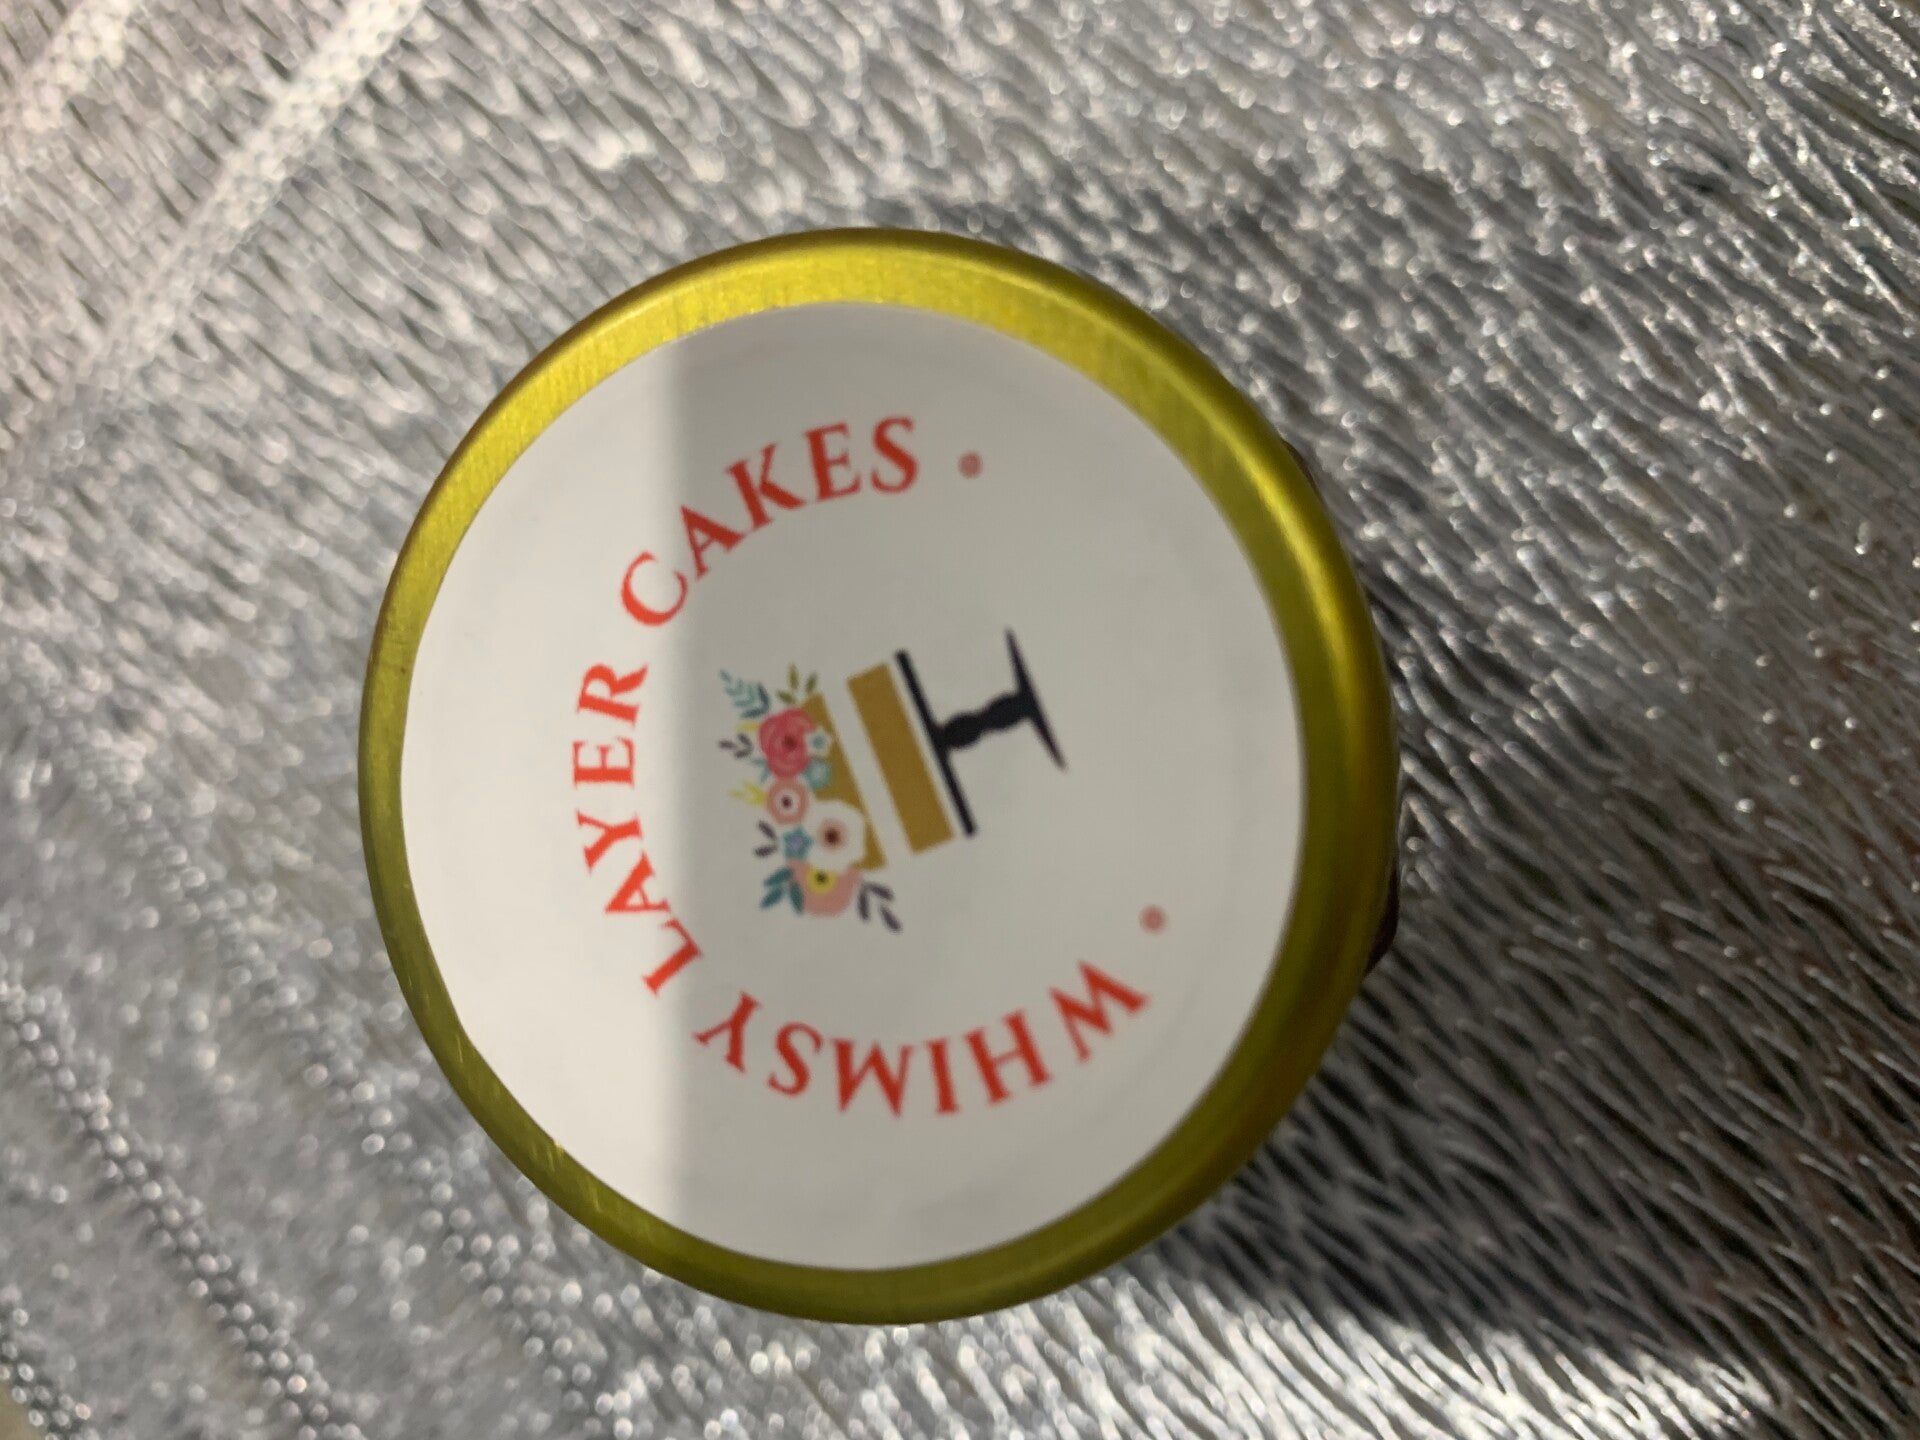 . WHIMSY LAYER CAKES .